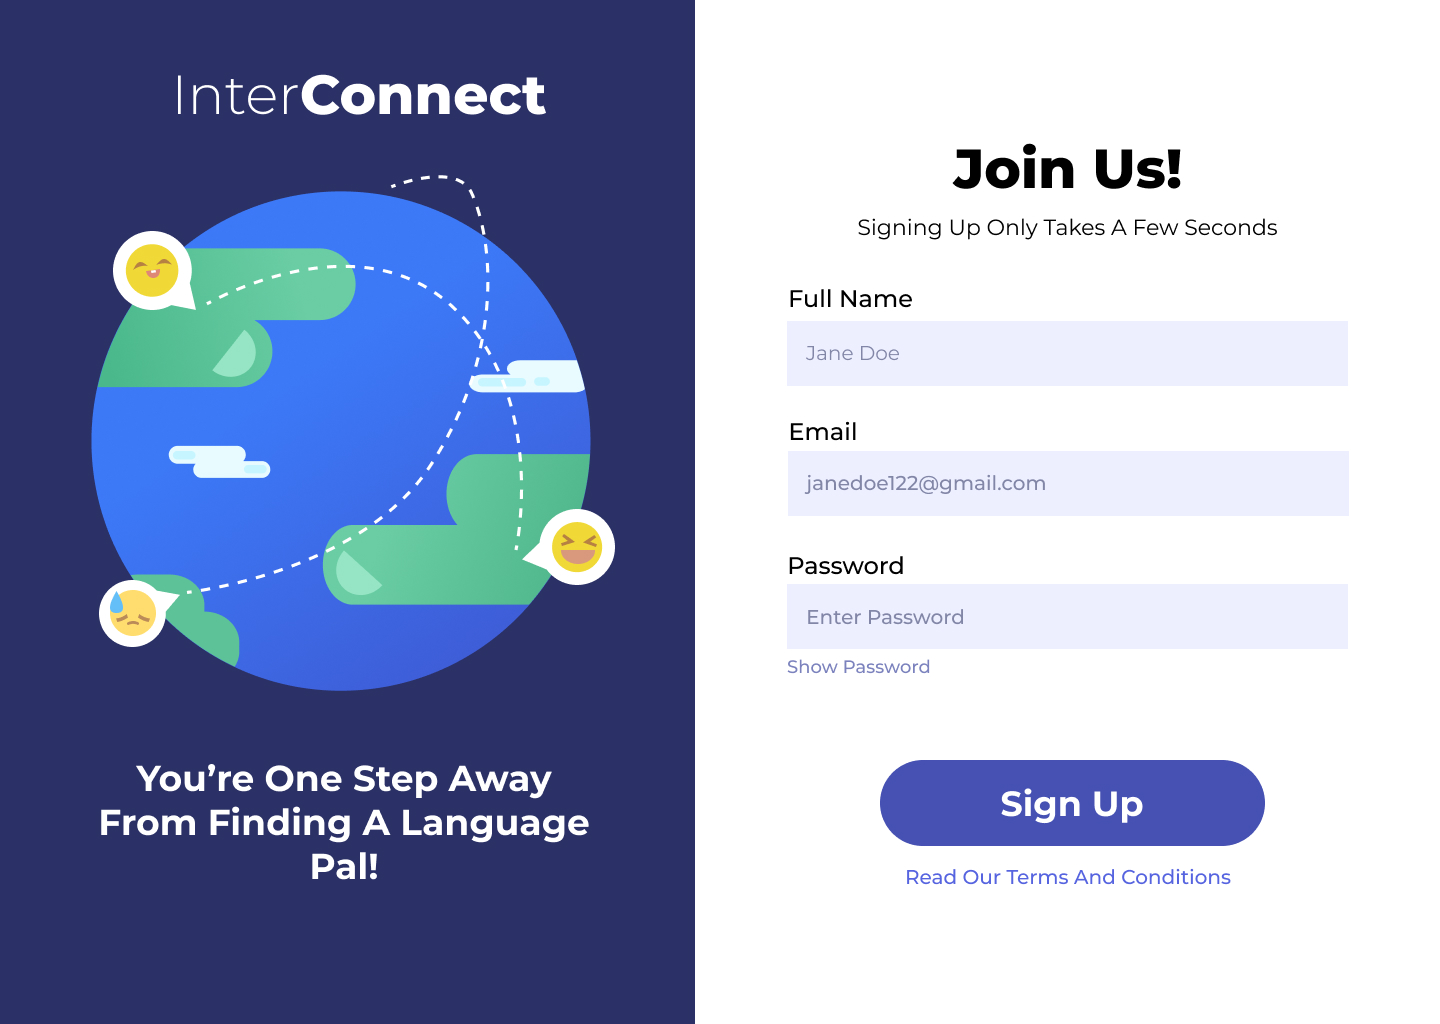 InterConnect
You’re One Step Away
From Finding A Language
Pal!
Join Us!
Signing Up Only Takes A Few Seconds
Full Name
Jane Doe
Email
janedoe122@gmail.com
Password
Enter Password
Show Password
Sign Up
Read Our Terms And Conditions